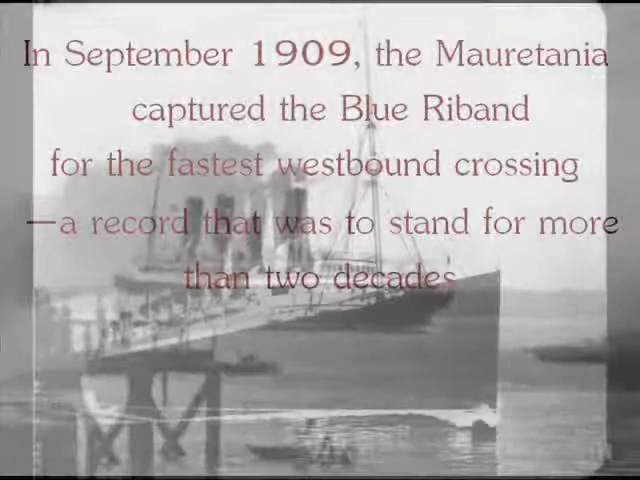 In September 1909, the Mauretania
captured the Blue Riband
for the fastest westbound crossing
—a record that was to stand for more
than two decades